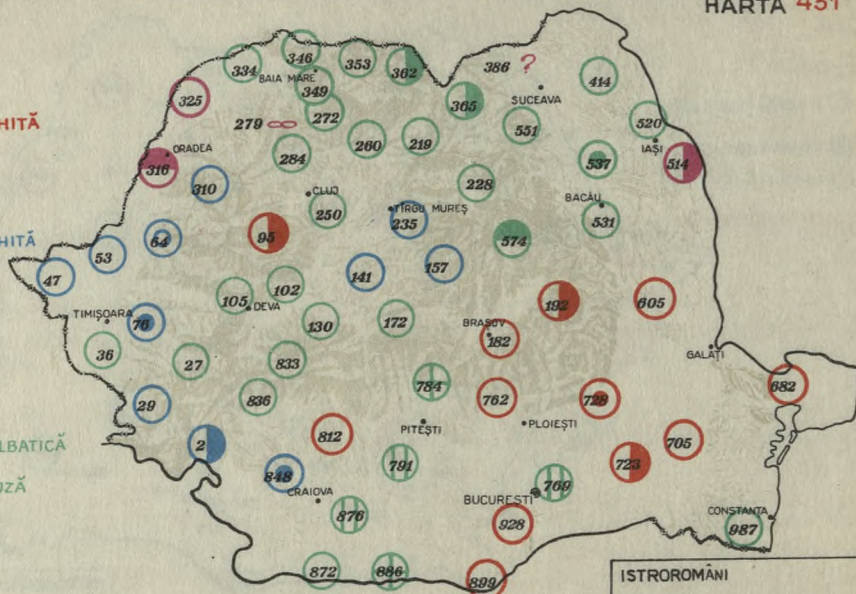 HARTA 431
346
353
334
BAIA MARE
362
386 ?
414
349
365
SUCEAVA
325
HITĂ
279
272
551
520
260
219
IAȘI
ORADEA
284
537
514
316
310
228
CLUJ
250
TÎRGU MUREȘ
BACĂU
235
531
64
95
574
HITĂ
53
47
141
157
102
105
DEVA
192
605
TIMIȘOARA
76
130
172
BRAȘOV
182
36
27
833
GALAȚI
784
682
29
836
762
728
812
PITEȘTI
PLOIEȘTI
LBATICĂ
2
705
791
723
848
UZĂ
CRAIOVA
BUCUREȘTI
769
876
928
CONSTANȚA
987
872
886
899
ISTROROMÂNI